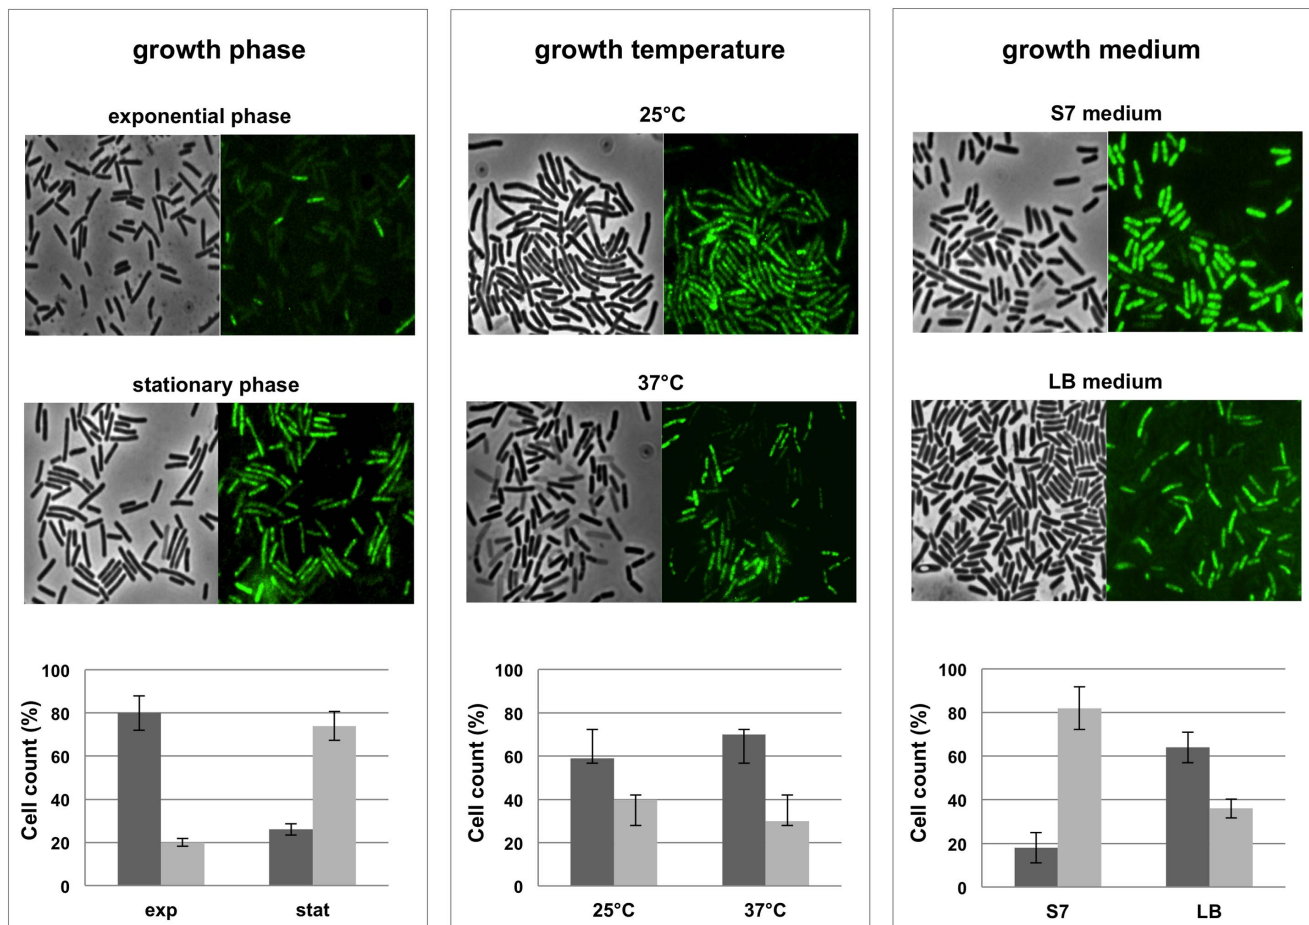 growth phase
exponential phase
stationary phase
Cell count (%)
100
80
60
40
20
0
exp stat
growth temperature
25°C
37°C
Cell count (%)
100
80
60
40
20
0
25°C 37°C
growth medium
S7 medium
LB medium
Cell count (%)
100
80
60
40
20
0
S7 LB